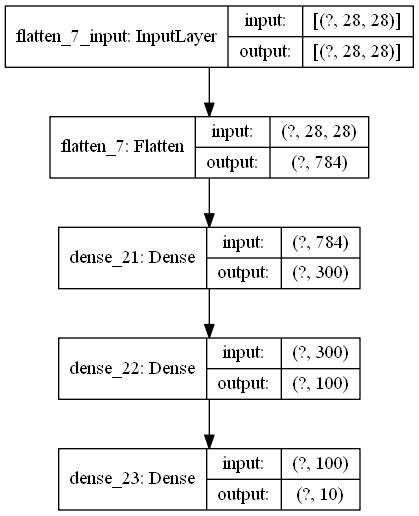 flatten_7_input: InputLayer
input: [(?, 28, 28)]
output: [(?, 28, 28)]
flatten_7: Flatten
input: (?, 28, 28)
output: (?, 784)
dense_21: Dense
input: (?, 784)
output: (?, 300)
dense_22: Dense
input: (?, 300)
output: (?, 100)
dense_23: Dense
input: (?, 100)
output: (?, 10)